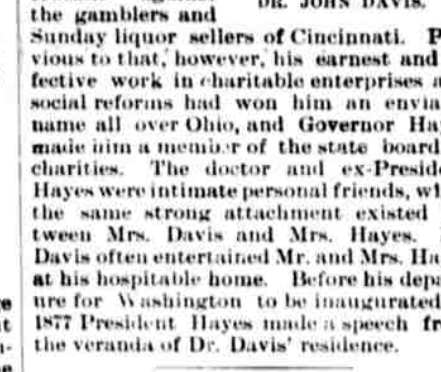 the gamblers and
DR. JOHN DAVIS.
Sunday liquor sellers of Cincinnati. P
vious to that, however, his earnest and
fective work in charitable enterprises a
social reforms had won him an envia
name all over Ohio, and Governor Ha
made him a member of the state board
charities. The doctor and ex-Preside
Hayes were intimate personal friends, w
the same strong attachment existed
tween Mrs. Davis and Mrs. Hayes.
Davis often entertained Mr. and Mrs. Ha
at his hospitable home. Before his depa
ure for Washington to be inaugurated
1877 President Hayes made a speech fr
the veranda of Dr. Davis' residence.